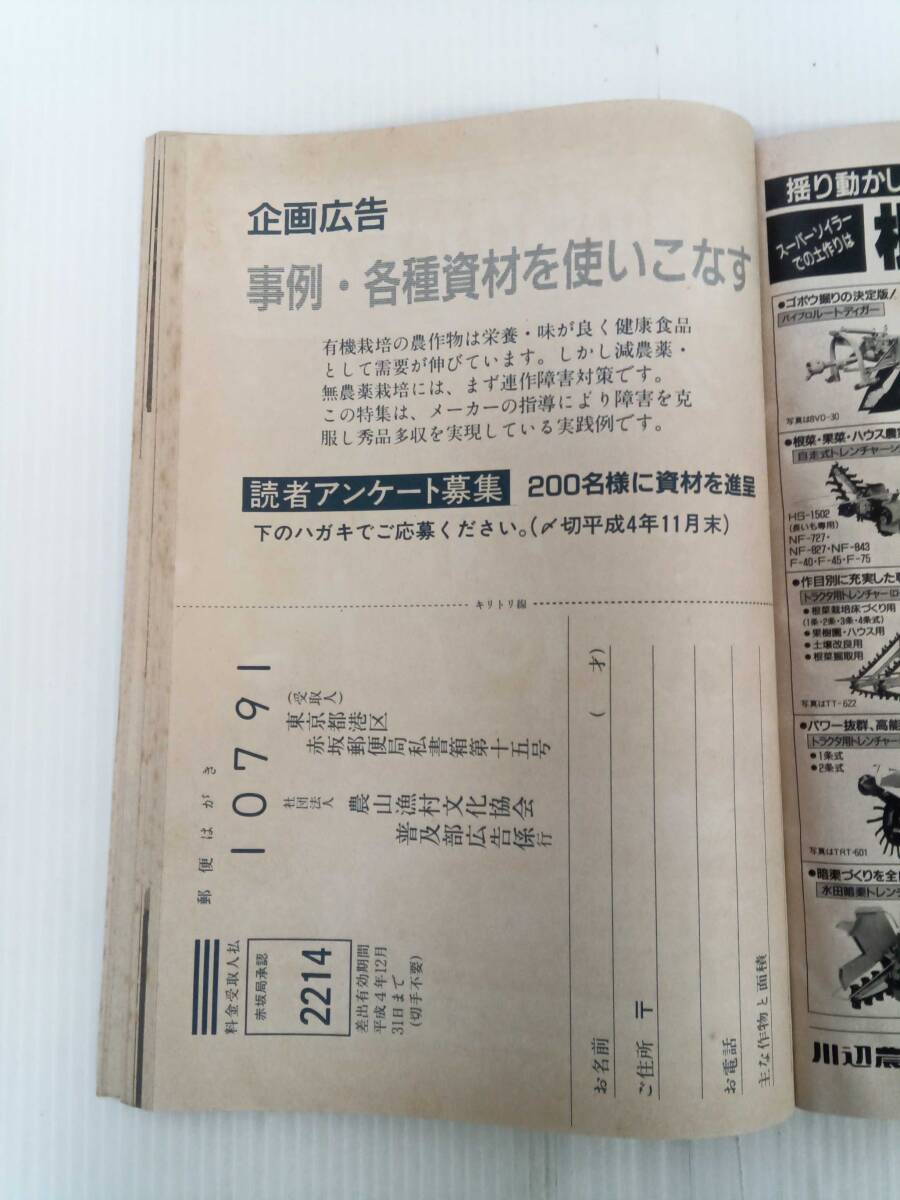 企画広告
事例・各種資材を使いこなす
有機栽培の農作物は栄養・味が良く健康食品
として需要が伸びています。しかし減農薬・
無農薬栽培には、まず連作障害対策です。
この特集は、メーカーの指導により障害を克
服し秀品多収を実現している実践例です。
読者アンケート募集 200名様に資材を進呈
下のハガキでご応募ください。(〆切平成4年11月末)
キリトリ線
郵便はがき
1 0 7 9 1
(受取人)
東京都港区
赤坂郵便局私書箱第十五号
社団法人
農山漁村文化協会
普及部広告係行
料金受取人払
赤坂局承認
2214
差出有効期間
平成4年12月
31日まで
(切手不要)
お名前 ( 才)
ご住所 〒
お電話
主な作物と面積
揺り動かし
スーパーソイラー
での土作りは
●ゴボウ掘りの決定版!
バイブロルートディガー
写真はBVD-30
●根菜・果菜・ハウス農業
自走式トレンチャー
HS-1502
(長いも専用)
NF-727・
NF-827・NF-843
F-40・F-45・F-75
●作目別に充実した
トラクタ用トレンチャー(ロ
●根菜栽培床づくり用
(1条・2条・3条・4条式)
●果樹園・ハウス用
●土壌改良用
●根菜掘取用
写真はTT-622
●パワー抜群、高能
トラクタ用トレンチャー
●1条式
●2条式
写真はTRT-601
●暗渠づくりを全
水田暗渠トレンチ
川辺農